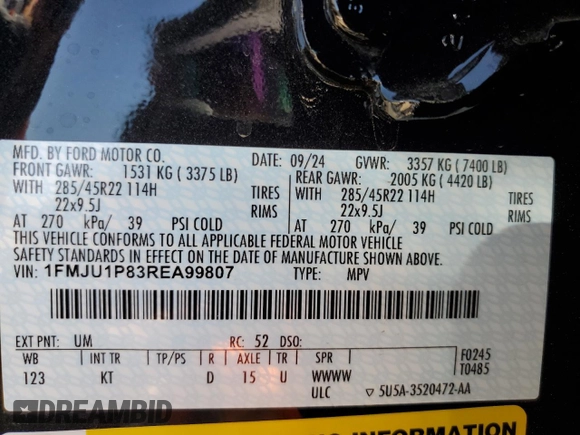 MFD. BY FORD MOTOR CO. DATE: 09/24 GVWR: 3357 KG ( 7400 LB)
FRONT GAWR: 1531 KG ( 3375 LB) REAR GAWR: 2005 KG ( 4420 LB)
WITH 285/45R22 114H TIRES WITH 285/45R22 114H TIRES
22x9.5J RIMS 22x9.5J RIMS
AT 270 kPa/ 39 PSI COLD AT 270 kPa/ 39 PSI COLD
THIS VEHICLE CONFORMS TO ALL APPLICABLE FEDERAL MOTOR VEHICLE
SAFETY STANDARDS IN EFFECT ON THE DATE OF MANUFACTURE SHOWN ABOVE.
VIN: 1FMJU1P83REA99807 TYPE: MPV
EXT PNT: UM RC: 52 DSO:
WB INT TR TP/PS R AXLE TR SPR F0245
123 KT D 15 U WWWW T0485
ULC 5U5A-3520472-AA
DREAMBID
INFORMATION